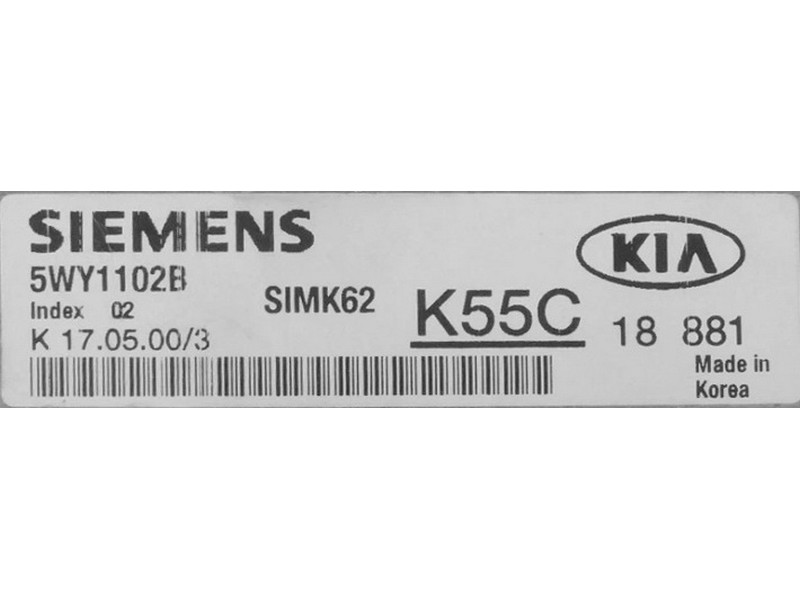 SIEMENS
KIA
5WY1102B
Index 02
SIMK62
K55C
18 881
K 17.05.00/3
Made in
Korea